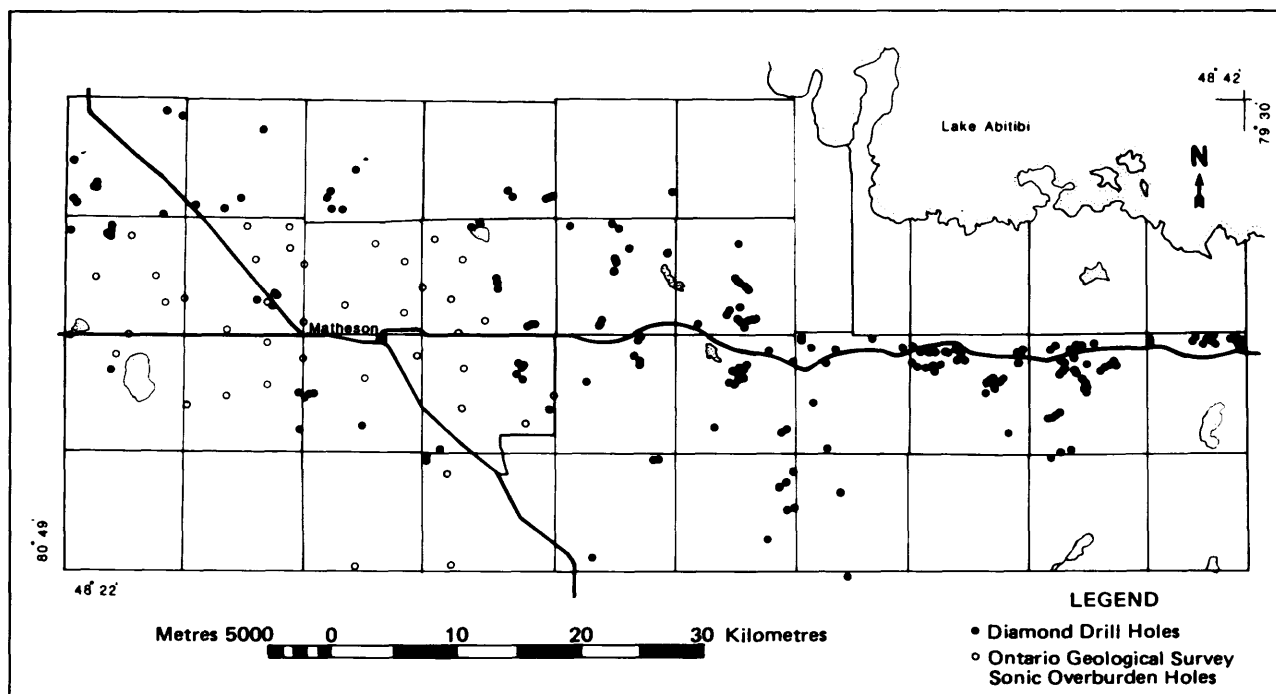 48° 42'
79° 30'
Lake Abitibi
N
Matheson
80° 49'
48° 22'
LEGEND
Metres 5000 0 10 20 30 Kilometres
Diamond Drill Holes
Ontario Geological Survey
Sonic Overburden Holes